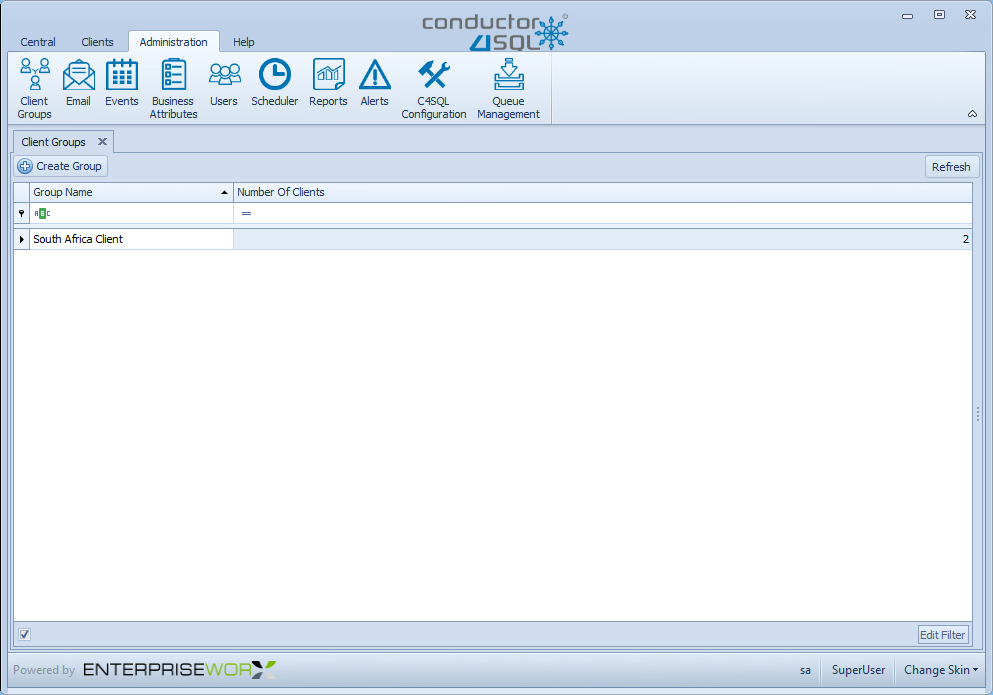 conductor
4SQL
Central Clients Administration Help
Client Groups Email Events Business Attributes Users Scheduler Reports Alerts C4SQL Configuration Queue Management
Client Groups
Create Group Refresh
Group Name Number Of Clients
ABC =
South Africa Client 2
Edit Filter
Powered by ENTERPRISEWORX sa SuperUser Change Skin